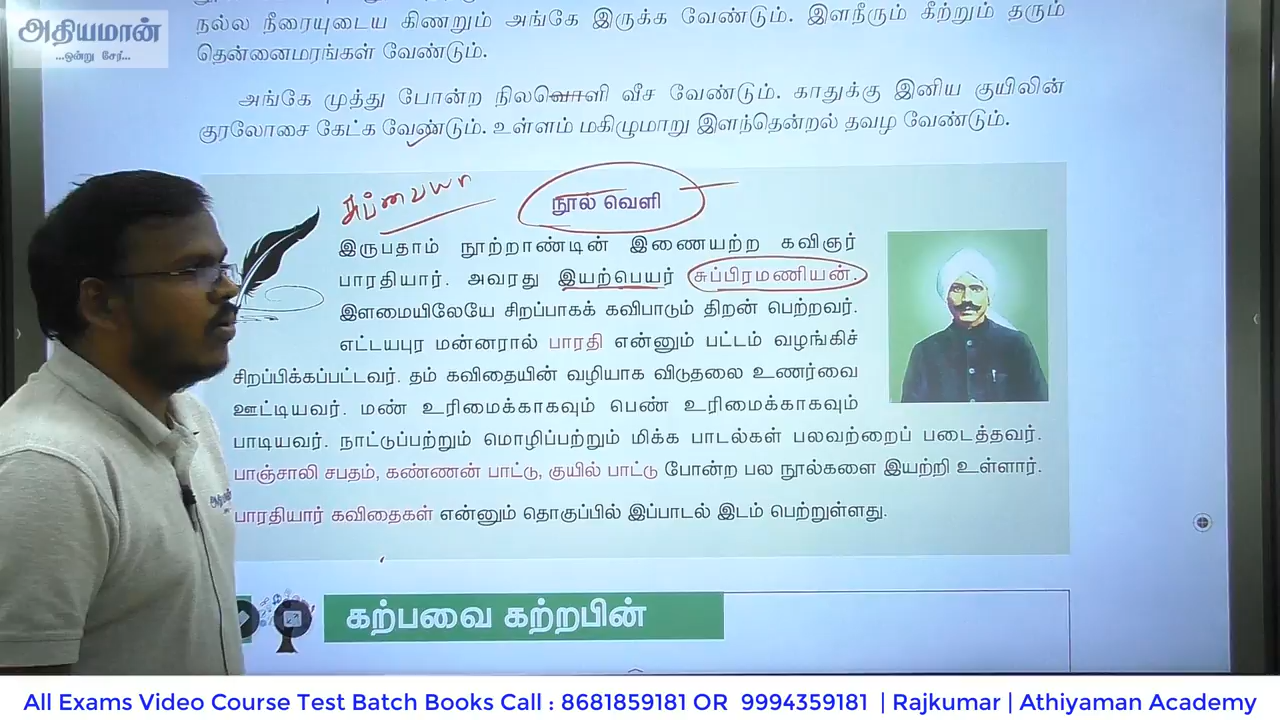 அதியமான்
...ஒன்று சேர்...
நல்ல நீரையுடைய கிணறும் அங்கே இருக்க வேண்டும். இளநீரும் கீற்றும் தரும்
தென்னைமரங்கள் வேண்டும்.
அங்கே முத்து போன்ற நிலவொளி வீச வேண்டும். காதுக்கு இனிய குயிலின்
குரலோசை கேட்க வேண்டும். உள்ளம் மகிழுமாறு இளந்தென்றல் தவழ வேண்டும்.
சுப்பையா
நூல் வெளி
இருபதாம் நூற்றாண்டின் இணையற்ற கவிஞர்
பாரதியார். அவரது இயற்பெயர் சுப்பிரமணியன்.
இளமையிலேயே சிறப்பாகக் கவிபாடும் திறன் பெற்றவர்.
எட்டயபுர மன்னரால் பாரதி என்னும் பட்டம் வழங்கிச்
சிறப்பிக்கப்பட்டவர். தம் கவிதையின் வழியாக விடுதலை உணர்வை
ஊட்டியவர். மண் உரிமைக்காகவும் பெண் உரிமைக்காகவும்
பாடியவர். நாட்டுப்பற்றும் மொழிப்பற்றும் மிக்க பாடல்கள் பலவற்றைப் படைத்தவர்.
பாஞ்சாலி சபதம், கண்ணன் பாட்டு, குயில் பாட்டு போன்ற பல நூல்களை இயற்றி உள்ளார்.
பாரதியார் கவிதைகள் என்னும் தொகுப்பில் இப்பாடல் இடம் பெற்றுள்ளது.
கற்பவை கற்றபின்
All Exams Video Course Test Batch Books Call : 8681859181 OR 9994359181 | Rajkumar | Athiyaman Academy